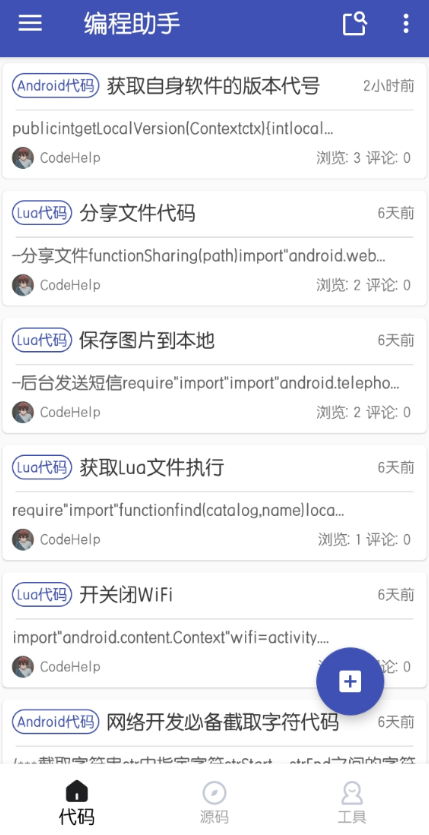 编程助手
Android代码 获取自身软件的版本代号 2小时前
publicintgetLocalVersion(Contextctx){intlocal...
CodeHelp 浏览: 3 评论: 0
Lua代码 分享文件代码 6天前
--分享文件functionSharing(path)import"android.web...
CodeHelp 浏览: 2 评论: 0
Lua代码 保存图片到本地 6天前
--后台发送短信require"import"import"android.telepho...
CodeHelp 浏览: 2 评论: 0
Lua代码 获取Lua文件执行 6天前
require"import"functionfind(catalog,name)loca...
CodeHelp 浏览: 1 评论: 0
Lua代码 开关闭WiFi 6天前
import"android.content.Context"wifi=activity....
CodeHelp 论: 0
Android代码 网络开发必备截取字符代码 6天前
代码 源码 工具